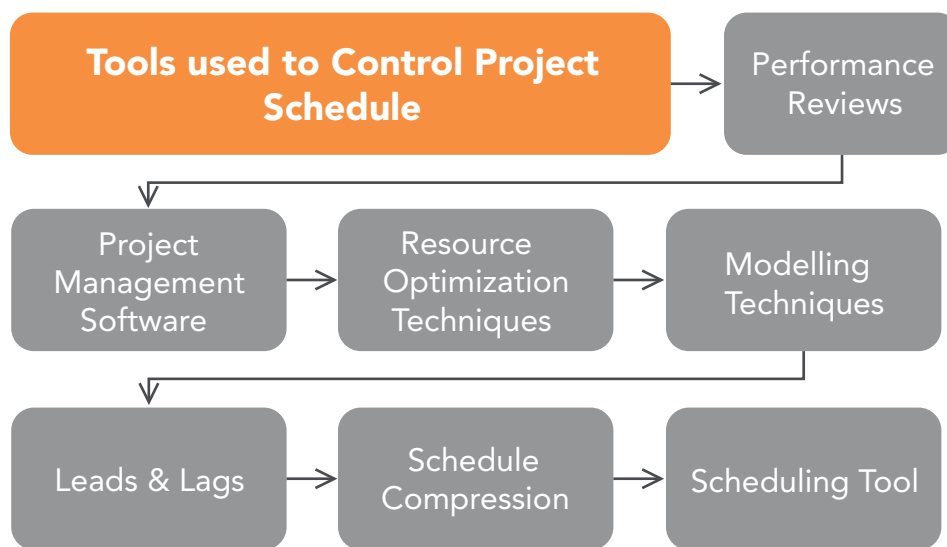 Tools used to Control Project
Schedule
Performance
Reviews
Project
Management
Software
Resource
Optimization
Techniques
Modelling
Techniques
Leads & Lags
Schedule
Compression
Scheduling Tool